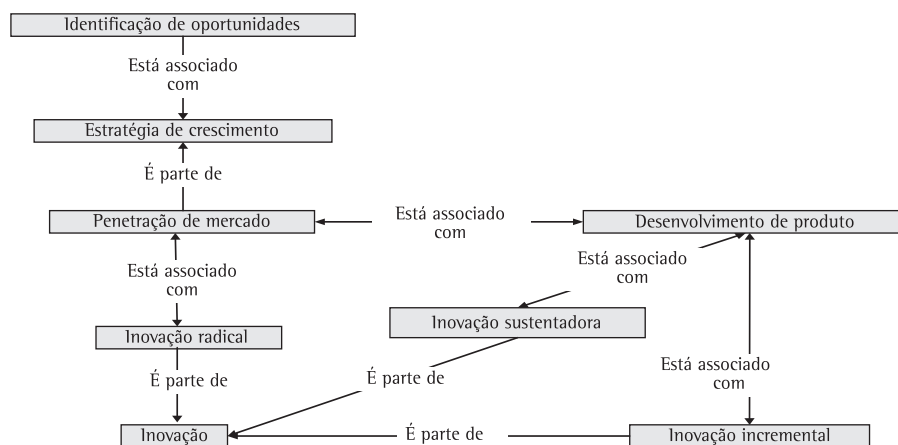 Identificação de oportunidades
Está associado
com
Estratégia de crescimento
É parte de
Penetração de mercado
Está associado
com
Desenvolvimento de produto
Está associado
com
Está associado
com
Inovação sustentadora
Inovação radical
Está associado
com
É parte de
É parte de
Inovação
É parte de
Inovação incremental